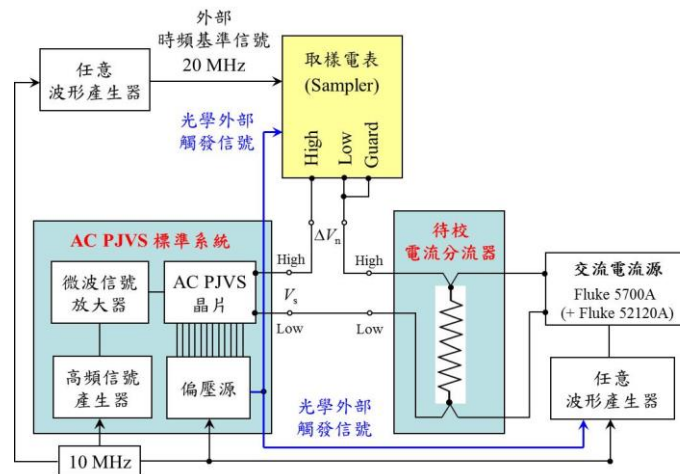 外部
時頻基準信號
20 MHz
任意
波形產生器
取樣電表
(Sampler)
High
Low
Guard
光學外部
觸發信號
AC PJVS 標準系統
微波信號
放大器
AC PJVS
晶片
高頻信號
產生器
偏壓源
High
Vs
Low
ΔVn
High
Low
待校
電流分流器
交流電流源
Fluke 5700A
(+ Fluke 52120A)
任意
波形產生器
光學外部
觸發信號
10 MHz